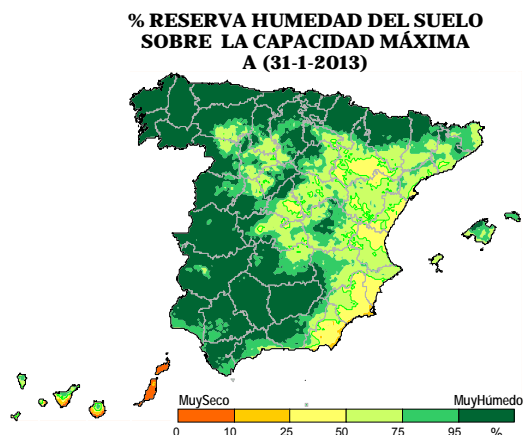 % RESERVA HUMEDAD DEL SUELO
SOBRE LA CAPACIDAD MÁXIMA
A (31-1-2013)
MuySeco MuyHúmedo
0 10 25 50 75 95 %